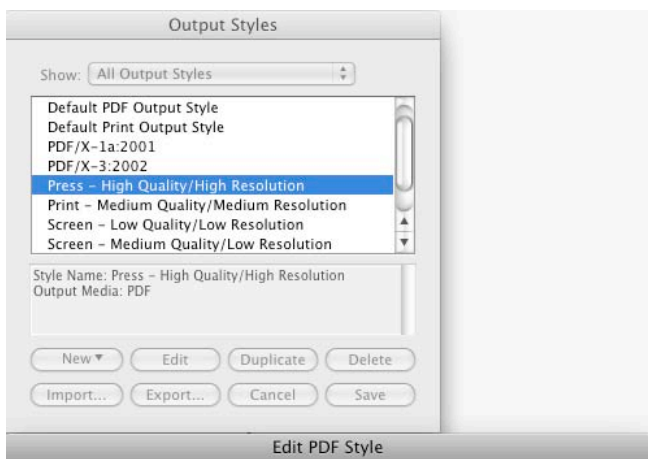 Output Styles
Show: All Output Styles
Default PDF Output Style
Default Print Output Style
PDF/X-1a:2001
PDF/X-3:2002
Press – High Quality/High Resolution
Print – Medium Quality/Medium Resolution
Screen – Low Quality/Low Resolution
Screen – Medium Quality/Low Resolution
Style Name: Press – High Quality/High Resolution
Output Media: PDF
New Edit Duplicate Delete
Import... Export... Cancel Save
Edit PDF Style